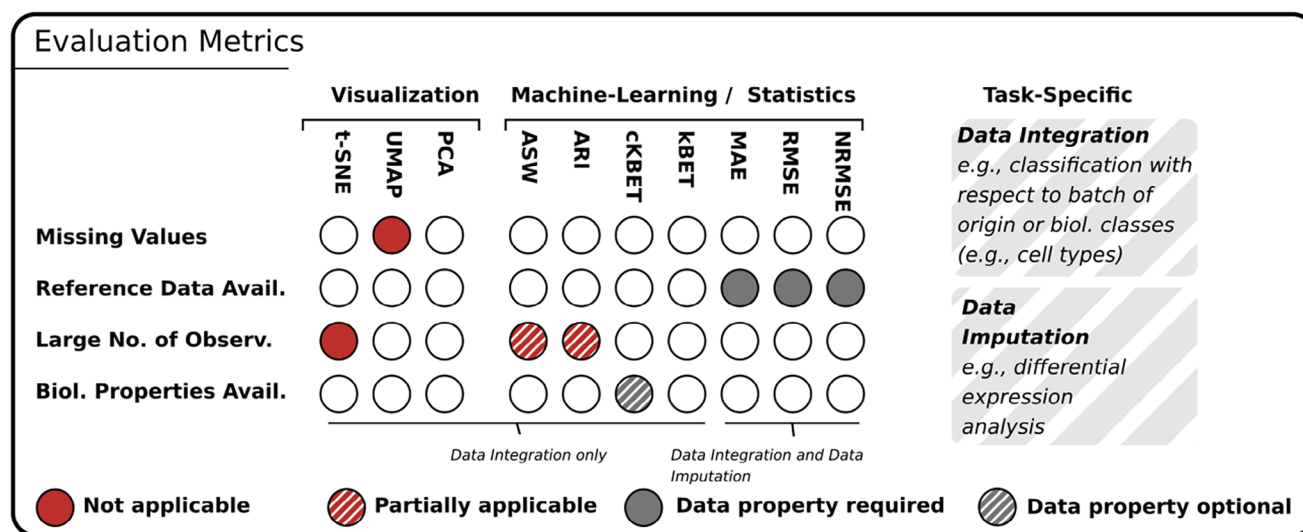 Evaluation Metrics
Visualization
Machine-Learning / Statistics
Task-Specific
t-SNE
UMAP
PCA
ASW
ARI
cKBET
kBET
MAE
RMSE
NRMSE
Data Integration
e.g., classification with
respect to batch of
origin or biol. classes
(e.g., cell types)
Missing Values
Reference Data Avail.
Large No. of Observ.
Biol. Properties Avail.
Data
Imputation
e.g., differential
expression
analysis
Data Integration only
Data Integration and Data
Imputation
Not applicable
Partially applicable
Data property required
Data property optional